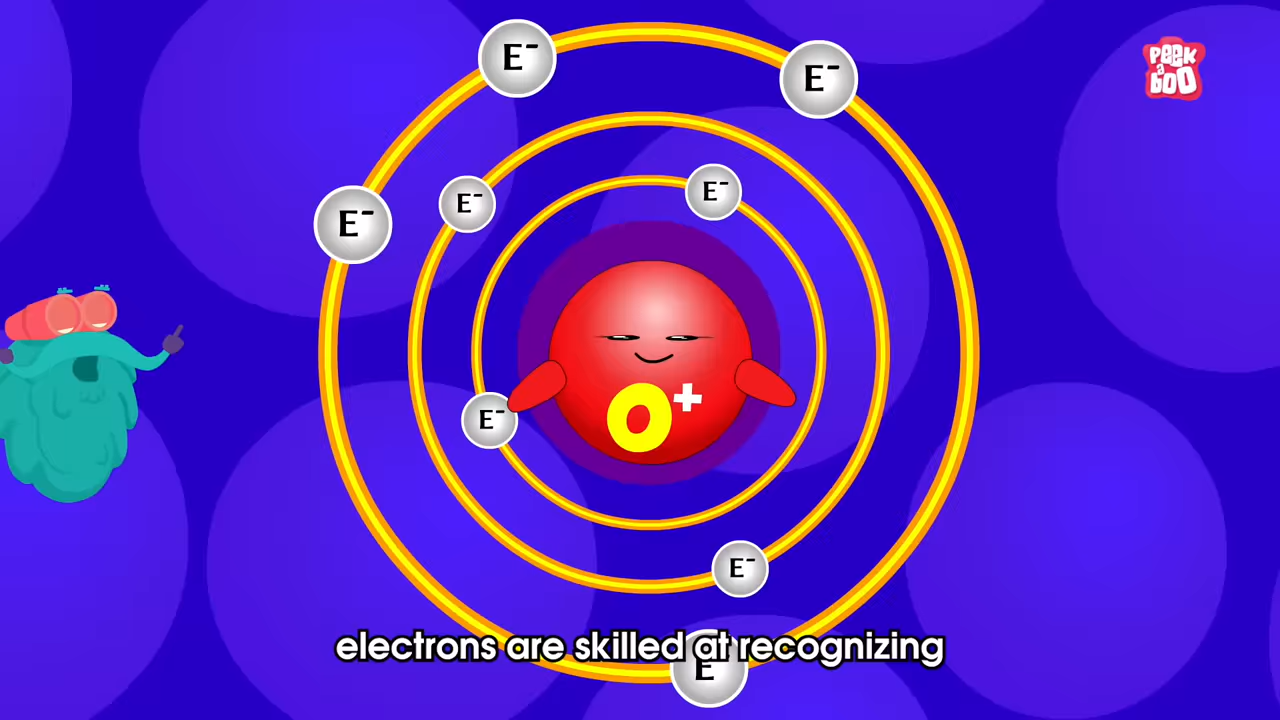 E-
E-
PEEK
a
BOO
E-
E-
E-
O+
E-
E-
electrons are skilled at recognizing
E-